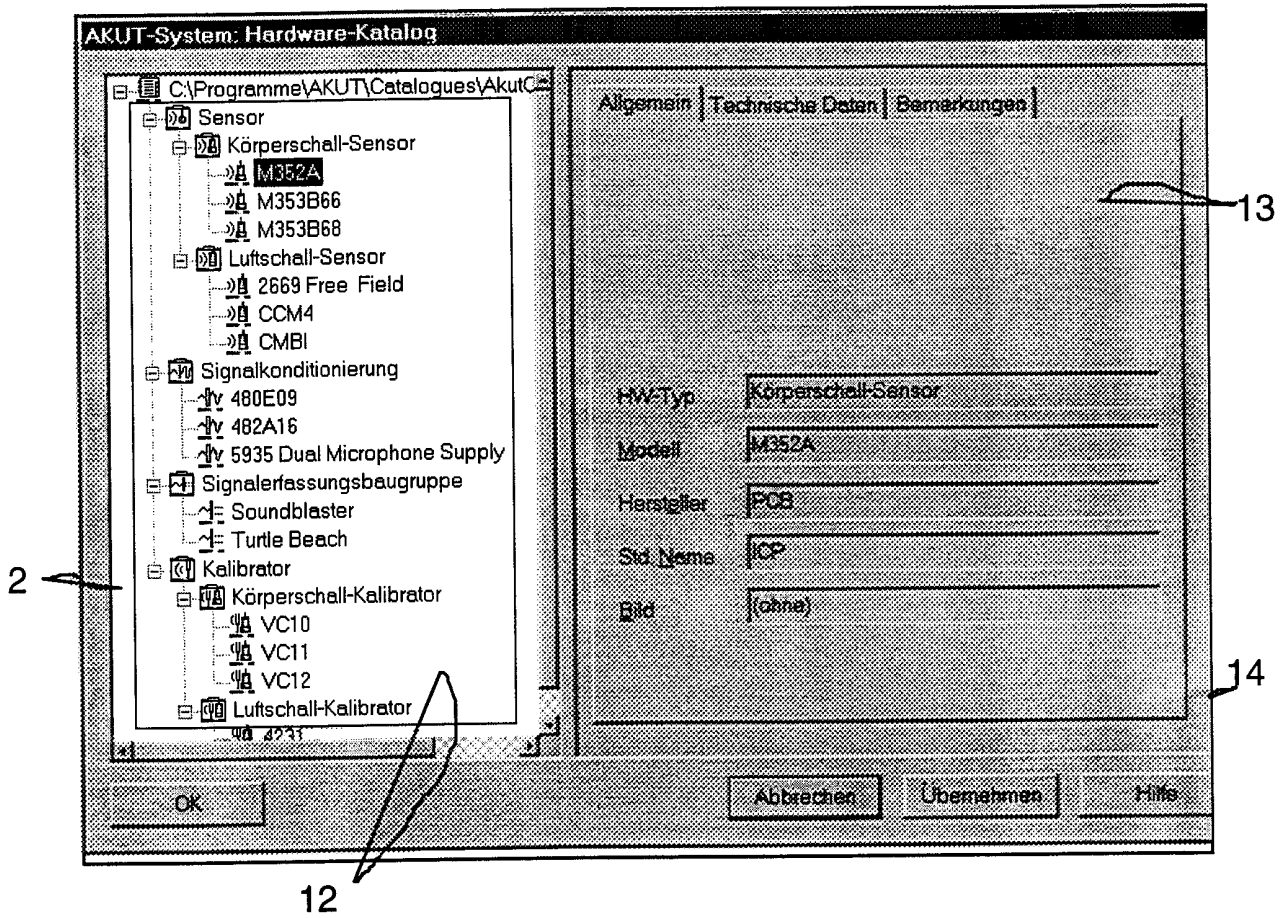 AKUT-System: Hardware-Katalog
C:\Programme\AKUT\Catalogues\AkutC
Sensor
Körperschall-Sensor
M352A
M353B66
M353B68
Luftschall-Sensor
2669 Free Field
CCM4
CMBI
Signalkonditionierung
480E09
482A16
5935 Dual Microphone Supply
Signalerfassungsbaugruppe
Soundblaster
Turtle Beach
Kalibrator
Körperschall-Kalibrator
VC10
VC11
VC12
Luftschall-Kalibrator
4231
Allgemein Technische Daten Bemerkungen
HW-Typ Körperschall-Sensor
Modell M352A
Hersteller PCB
Std. Name ICP
Bild (ohne)
OK Abbrechen Übernehmen Hilfe
2
13
14
12